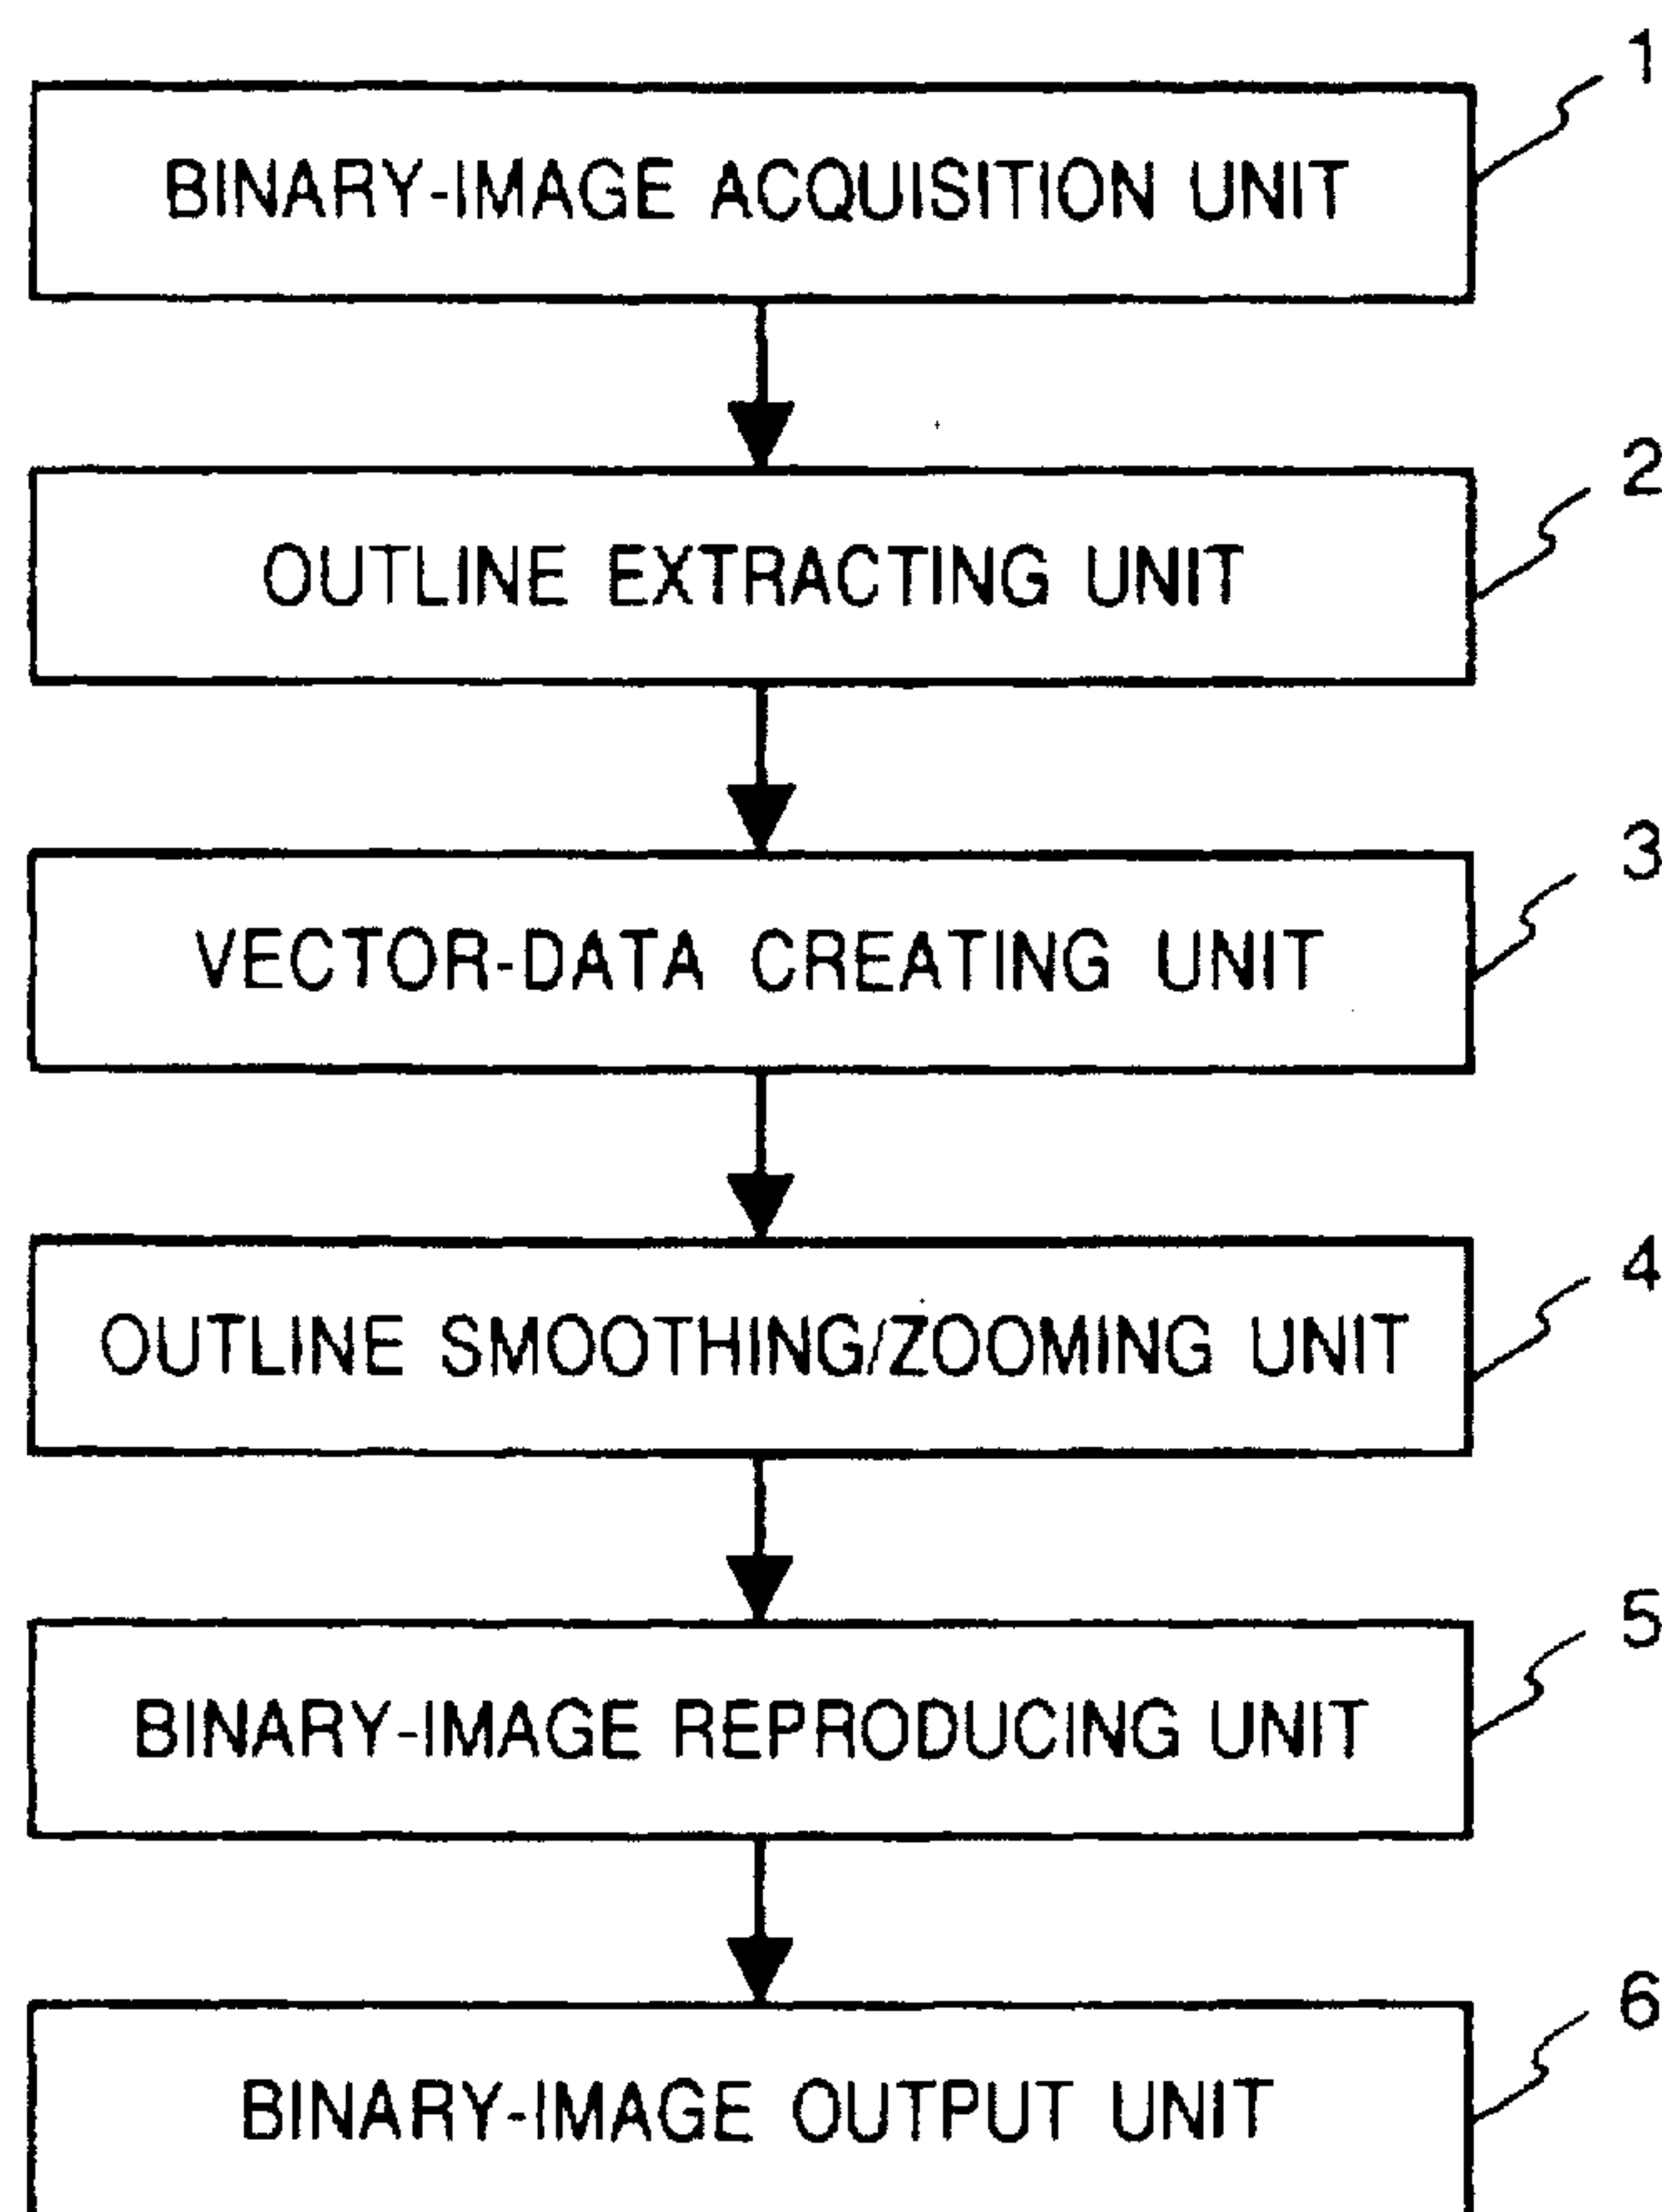 1
BINARY-IMAGE ACQUISITION UNIT
2
OUTLINE EXTRACTING UNIT
3
VECTOR-DATA CREATING UNIT
4
OUTLINE SMOOTHING/ZOOMING UNIT
5
BINARY-IMAGE REPRODUCING UNIT
6
BINARY-IMAGE OUTPUT UNIT